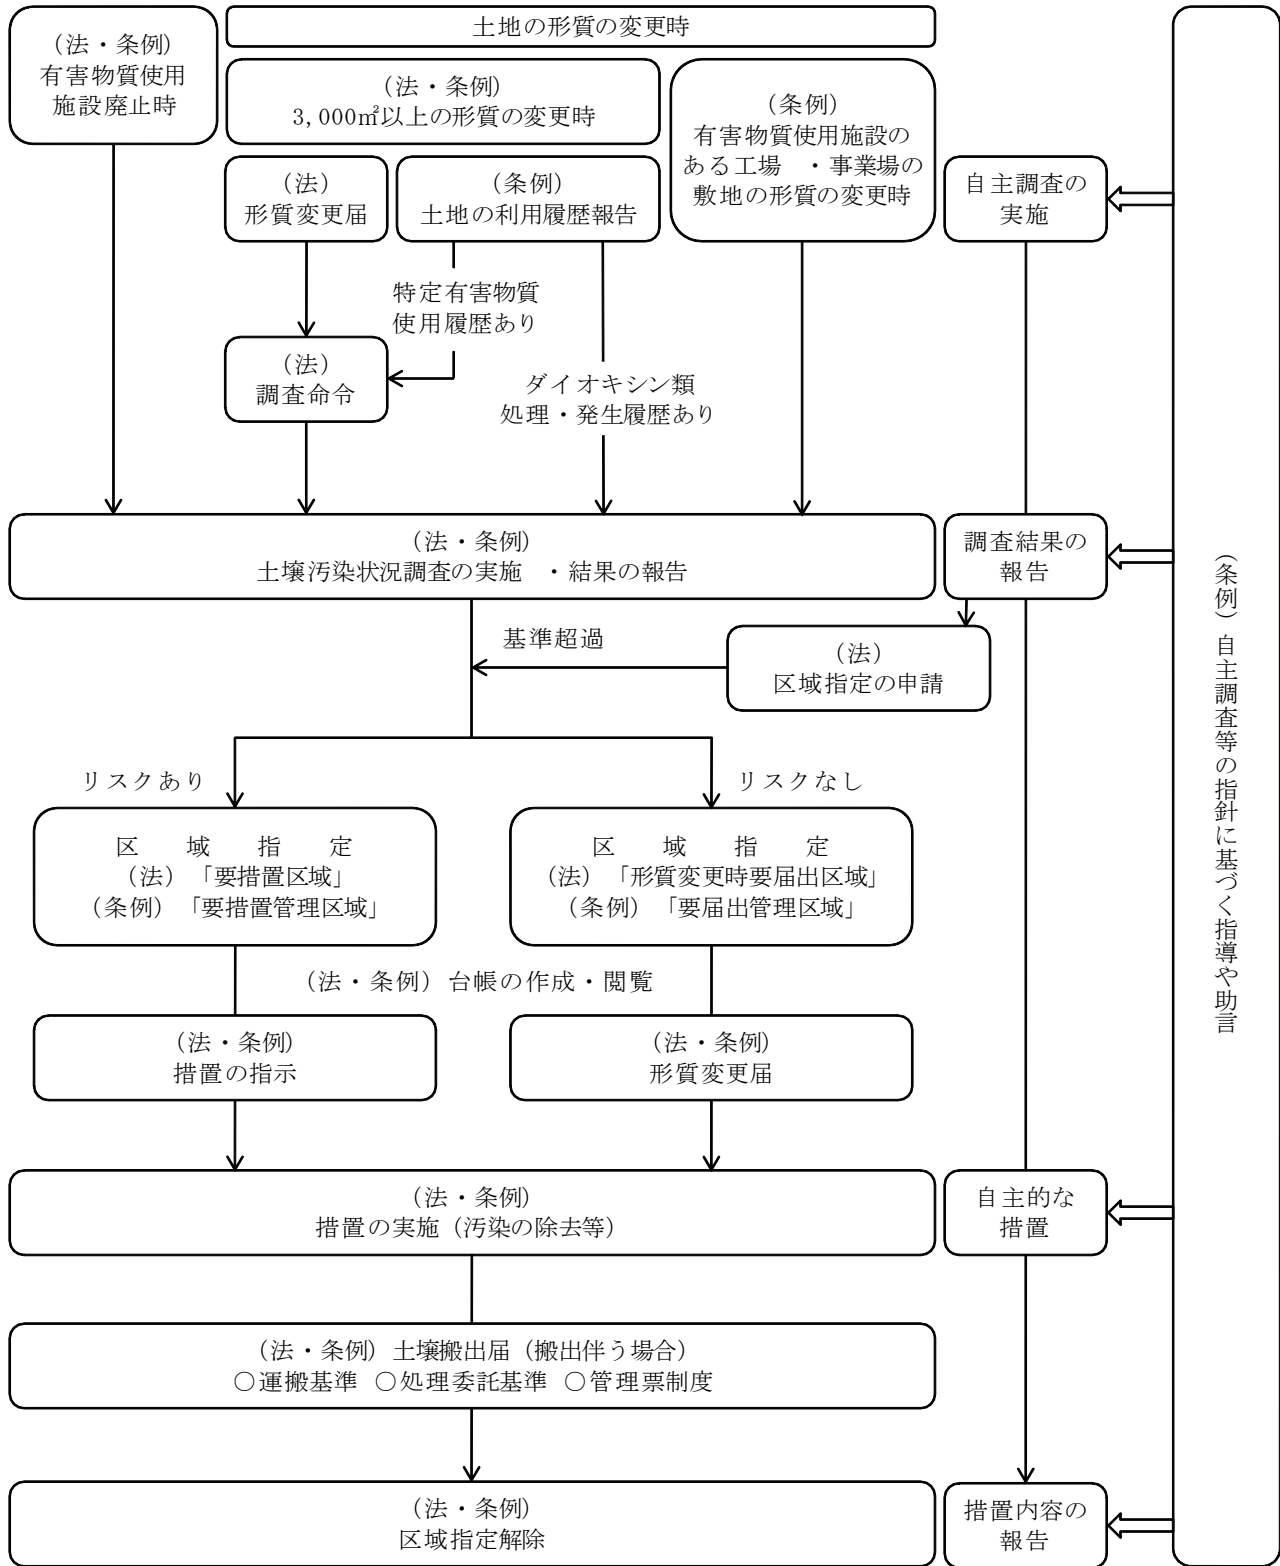 土地の形質の変更時
（法・条例）
有害物質使用
施設廃止時
（法・条例）
3,000㎡以上の形質の変更時
（条例）
有害物質使用施設の
ある工場　・事業場の
敷地の形質の変更時
（法）
形質変更届
（条例）
土地の利用履歴報告
自主調査の
実施
特定有害物質
使用履歴あり
（法）
調査命令
ダイオキシン類
処理・発生履歴あり
（法・条例）
土壌汚染状況調査の実施　・結果の報告
調査結果の
報告
基準超過
（法）
区域指定の申請
リスクあり
リスクなし
区　域　指　定
（法）「要措置区域」
（条例）「要措置管理区域」
区　域　指　定
（法）「形質変更時要届出区域」
（条例）「要届出管理区域」
（法・条例）台帳の作成・閲覧
（法・条例）
措置の指示
（法・条例）
形質変更届
（法・条例）
措置の実施（汚染の除去等）
自主的な
措置
（法・条例）土壌搬出届（搬出伴う場合）
○運搬基準 ○処理委託基準 ○管理票制度
（法・条例）
区域指定解除
措置内容の
報告
（条例）自主調査等の指針に基づく指導や助言